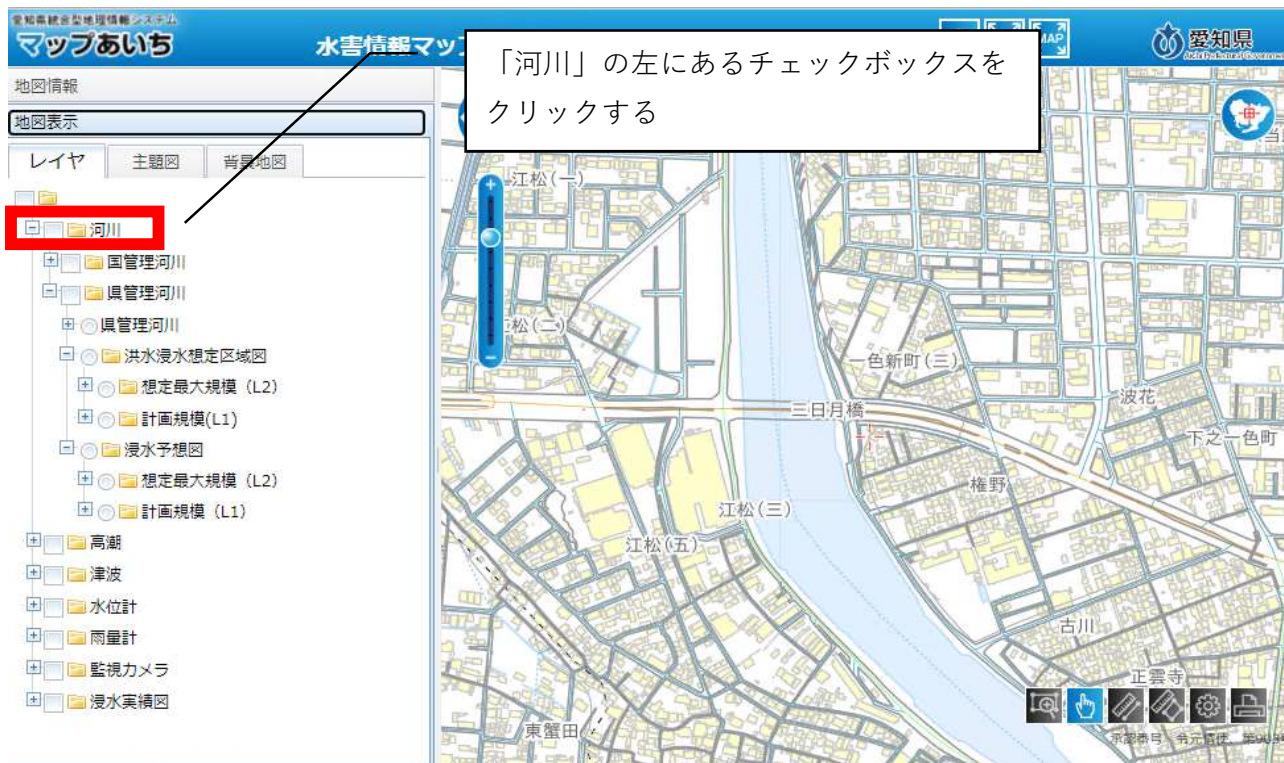 愛知県統合型地理情報システム
マップあいち
水害情報マップ
MAP
愛知県
Aichi Prefectural Government
「河川」の左にあるチェックボックスを
クリックする
地図情報
地図表示
レイヤ
主題図
背景地図
河川
国管理河川
県管理河川
県管理河川
洪水浸水想定区域図
想定最大規模（L2）
計画規模(L1)
浸水予想図
想定最大規模（L2）
計画規模（L1）
高潮
津波
水位計
雨量計
監視カメラ
浸水実績図
江松(一)
松(二)
一色新町(三)
三日月橋
波花
下之一色町
権野
江松(三)
江松(五)
古川
正雲寺
東蟹田